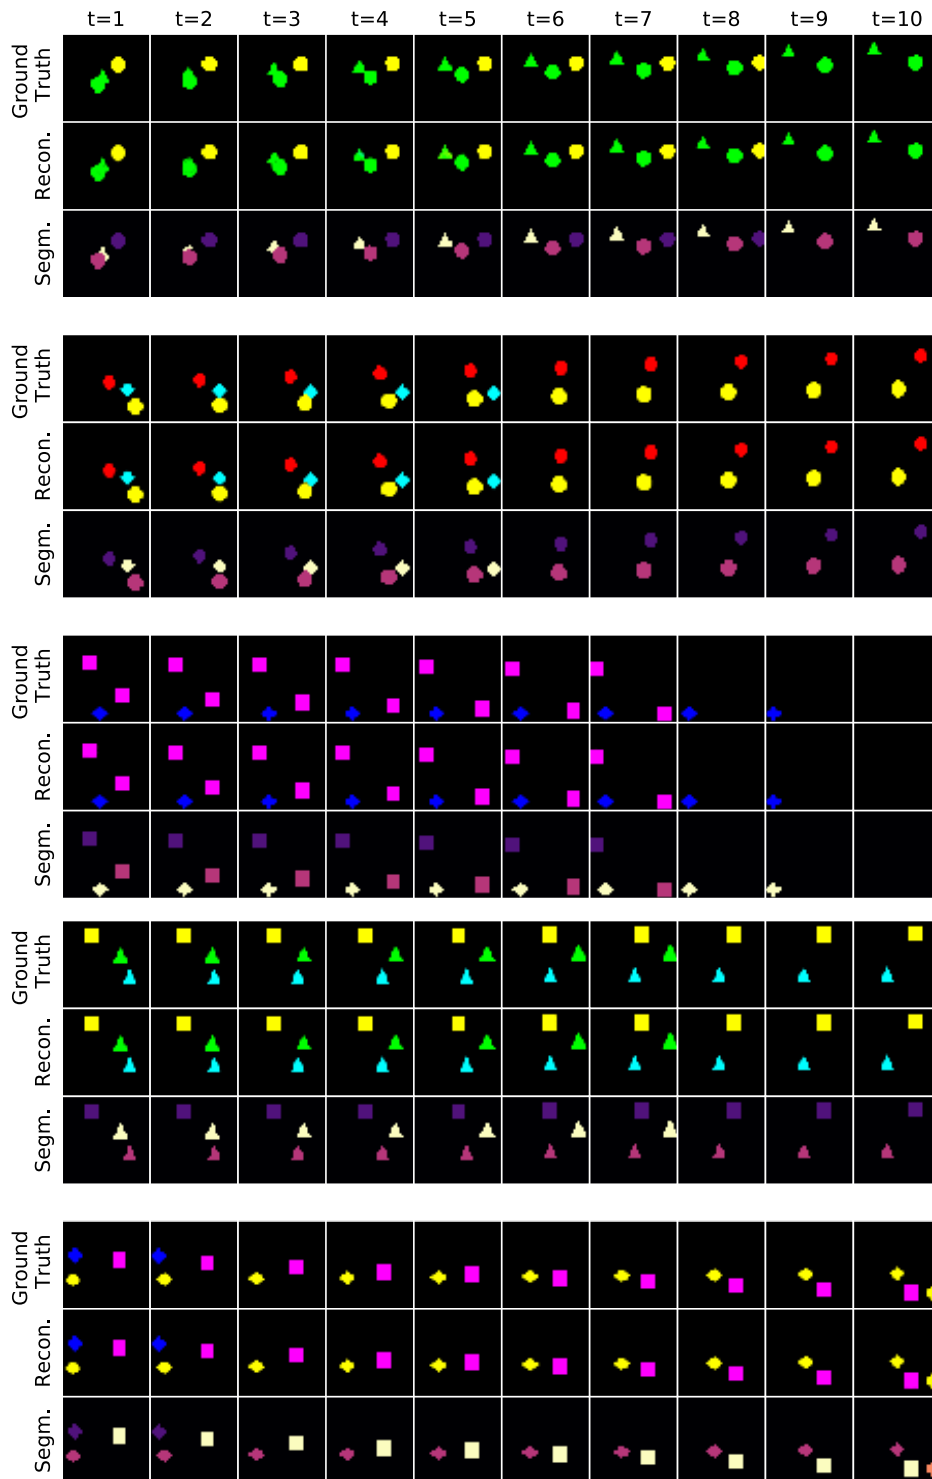 t=1 t=2 t=3 t=4 t=5 t=6 t=7 t=8 t=9 t=10
Ground
Truth
Recon.
Segm.
Ground
Truth
Recon.
Segm.
Ground
Truth
Recon.
Segm.
Ground
Truth
Recon.
Segm.
Ground
Truth
Recon.
Segm.